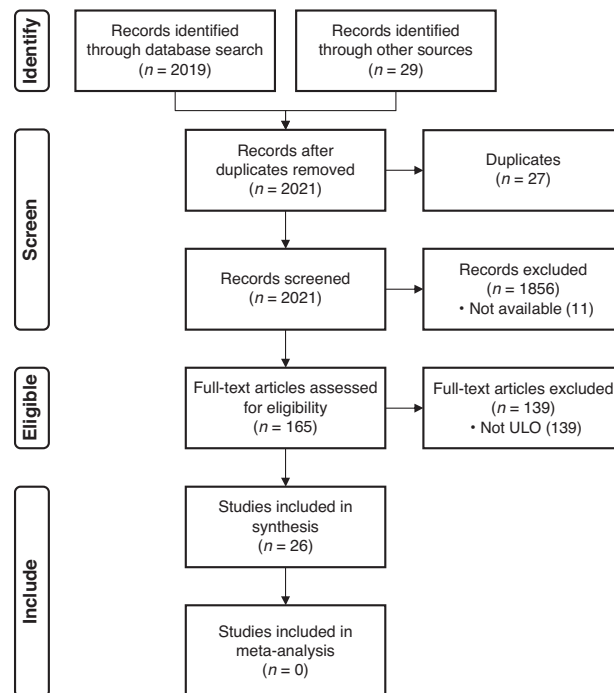 Identify
Records identified
through database search
(n = 2019)
Records identified
through other sources
(n = 29)
Screen
Records after
duplicates removed
(n = 2021)
Duplicates
(n = 27)
Records screened
(n = 2021)
Records excluded
(n = 1856)
• Not available (11)
Eligible
Full-text articles assessed
for eligibility
(n = 165)
Full-text articles excluded
(n = 139)
• Not ULO (139)
Include
Studies included in
synthesis
(n = 26)
Studies included in
meta-analysis
(n = 0)